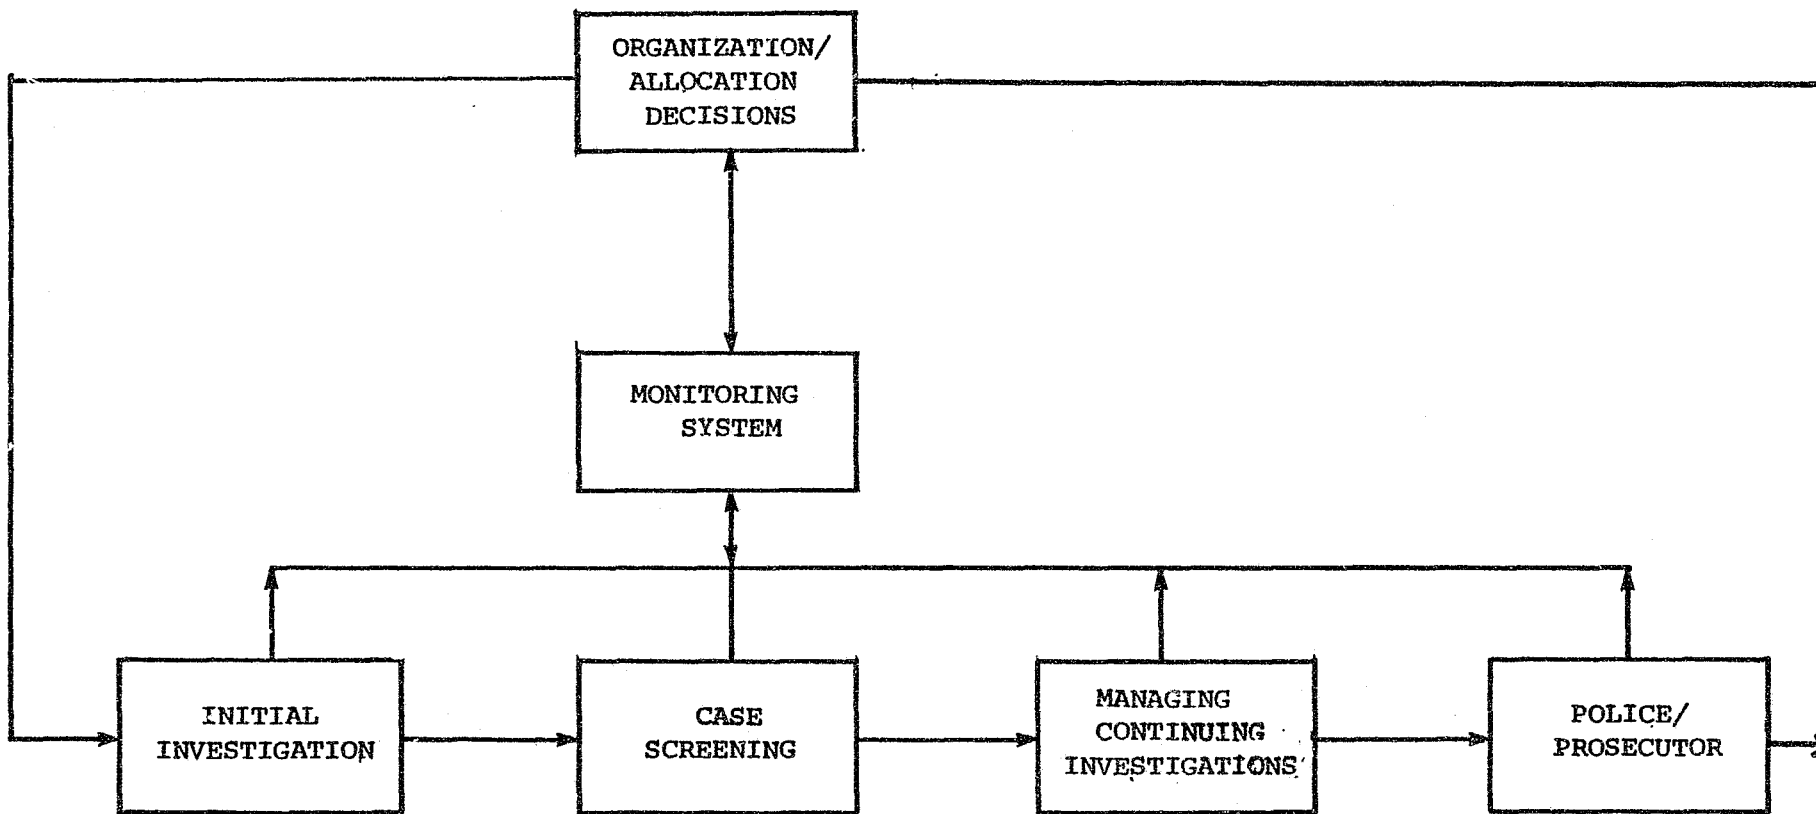 ORGANIZATION/
ALLOCATION
DECISIONS
MONITORING
SYSTEM
INITIAL
INVESTIGATION
CASE
SCREENING
MANAGING
CONTINUING
INVESTIGATIONS
POLICE/
PROSECUTOR